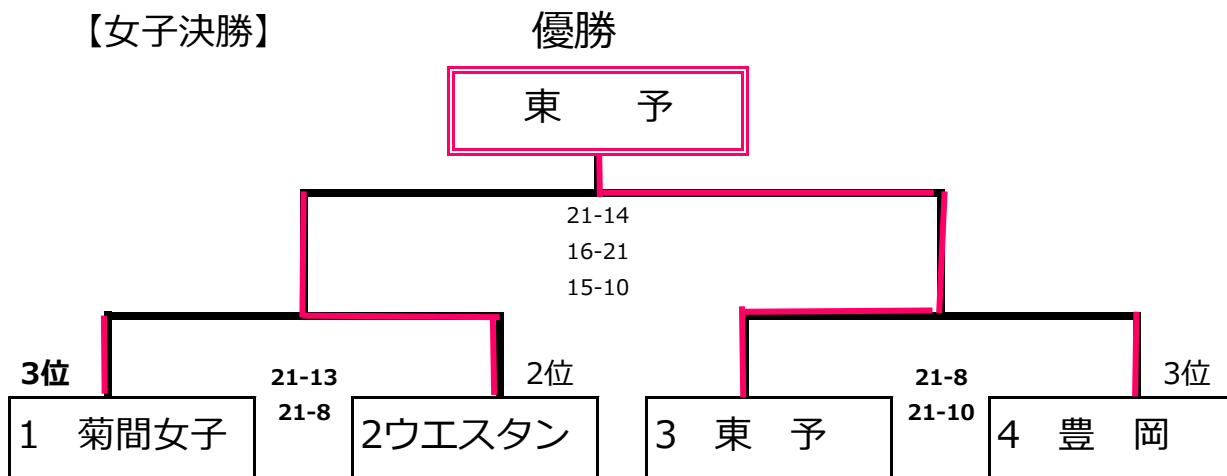 【女子決勝】
優勝
東　　予
21-14
16-21
15-10
3位
21-13
21-8
2位
21-8
21-10
3位
1　菊間女子
2ウエスタン
3　東　予
4　豊　岡